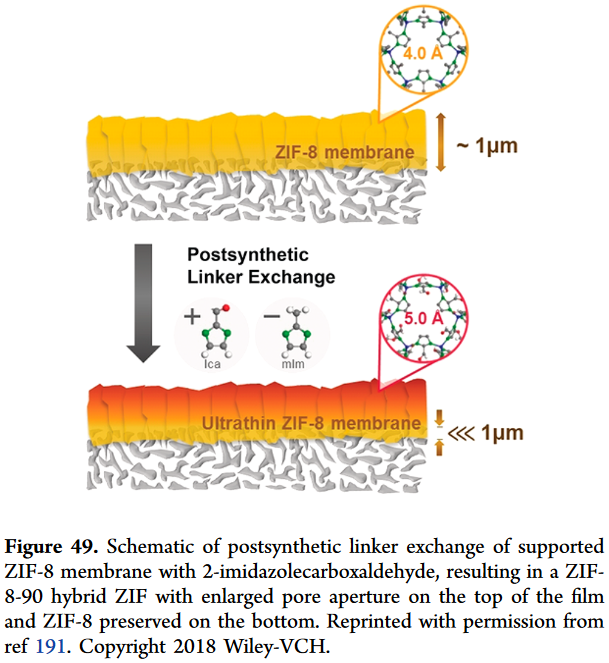 4.0 Å
ZIF-8 membrane
~ 1μm
Postsynthetic
Linker Exchange
+
−
Ica
mIm
5.0 Å
Ultrathin ZIF-8 membrane
<<< 1μm
Figure 49. Schematic of postsynthetic linker exchange of supported
ZIF-8 membrane with 2-imidazolecarboxaldehyde, resulting in a ZIF-
8-90 hybrid ZIF with enlarged pore aperture on the top of the film
and ZIF-8 preserved on the bottom. Reprinted with permission from
ref 191. Copyright 2018 Wiley-VCH.